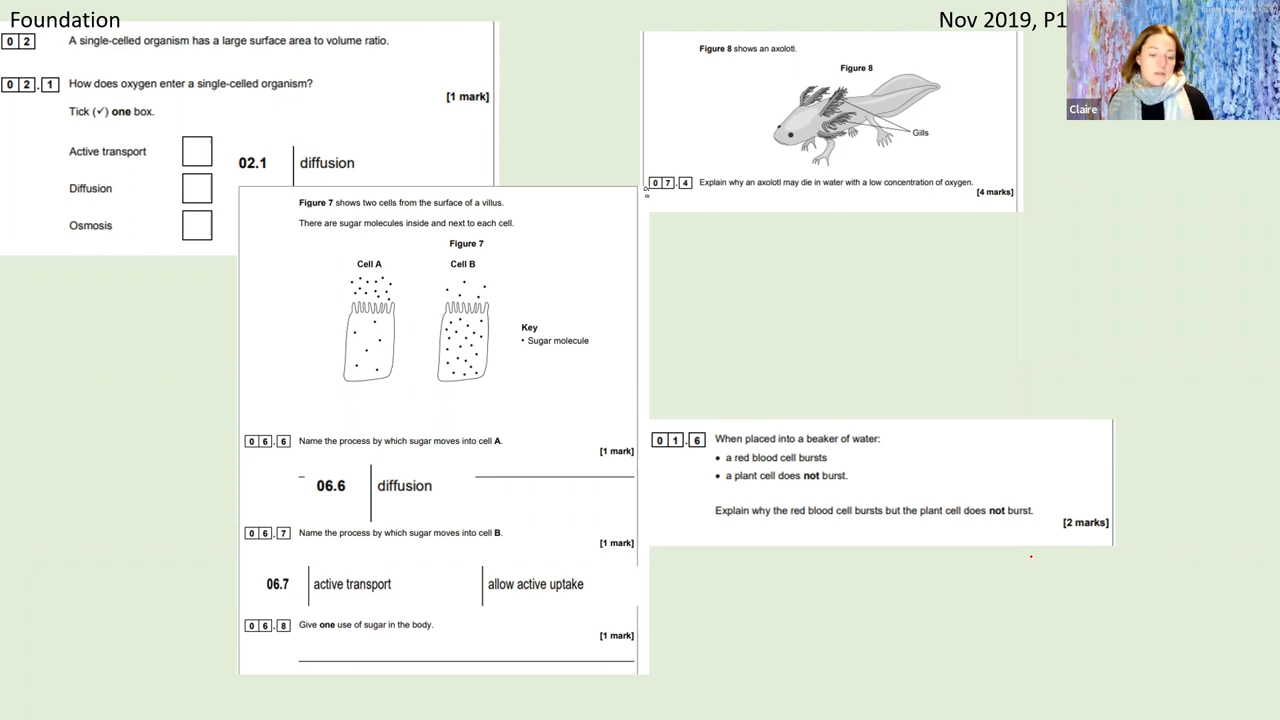 Foundation
Nov 2019, P1
Claire
0 2 A single-celled organism has a large surface area to volume ratio.
0 2 . 1 How does oxygen enter a single-celled organism?
[1 mark]
Tick (✓) one box.
Active transport
Diffusion
Osmosis
02.1 diffusion
Figure 7 shows two cells from the surface of a villus.
There are sugar molecules inside and next to each cell.
Figure 7
Cell A Cell B
Key
• Sugar molecule
0 6 . 6 Name the process by which sugar moves into cell A.
[1 mark]
06.6 diffusion
0 6 . 7 Name the process by which sugar moves into cell B.
[1 mark]
06.7 active transport allow active uptake
0 6 . 8 Give one use of sugar in the body.
[1 mark]
Figure 8 shows an axolotl.
Figure 8
Gills
0 7 . 4 Explain why an axolotl may die in water with a low concentration of oxygen.
[4 marks]
0 1 . 6 When placed into a beaker of water:
• a red blood cell bursts
• a plant cell does not burst.
Explain why the red blood cell bursts but the plant cell does not burst.
[2 marks]